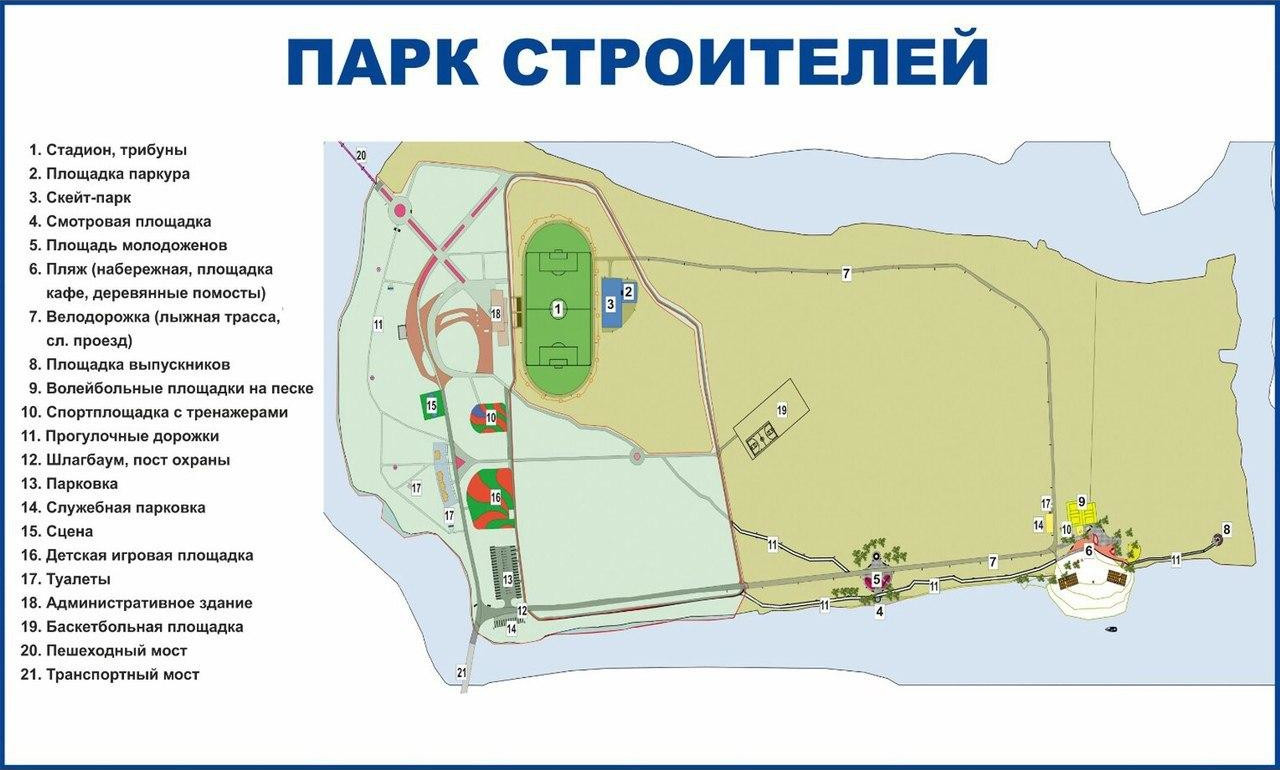 ПАРК СТРОИТЕЛЕЙ
1. Стадион, трибуны
2. Площадка паркура
3. Скейт-парк
4. Смотровая площадка
5. Площадь молодоженов
6. Пляж (набережная, площадка
кафе, деревянные помосты)
7. Велодорожка (лыжная трасса,
сл. проезд)
8. Площадка выпускников
9. Волейбольные площадки на песке
10. Спортплощадка с тренажерами
11. Прогулочные дорожки
12. Шлагбаум, пост охраны
13. Парковка
14. Служебная парковка
15. Сцена
16. Детская игровая площадка
17. Туалеты
18. Административное здание
19. Баскетбольная площадка
20. Пешеходный мост
21. Транспортный мост
20
7
2
3
1
18
11
15
10
19
16
17
17
13
12
14
21
11
5
4
11
11
7
17
14
10
9
6
11
8